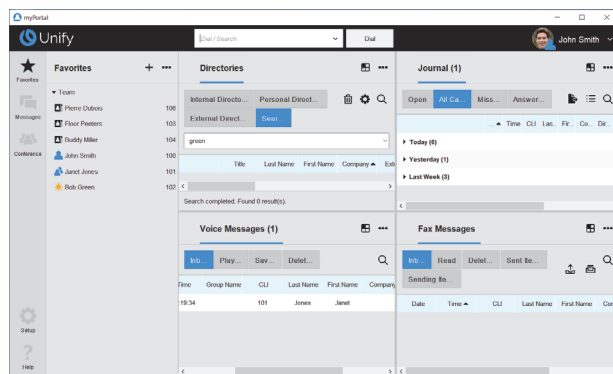 myPortal
Unify
Dial / Search
Dial
John Smith
Favorites
Messages
Conference
Setup
Help
Favorites
Team
Pierre Dubois 106
Floor Peeters 103
Buddy Miller 104
John Smith 100
Janet Jones 101
Bob Green 102
Directories
Internal Directo... Personal Direct...
External Direct... Sear...
green
Title Last Name First Name Company Ext
Search completed. Found 0 result(s).
Journal (1)
Open All Ca... Miss... Answor...
... Time CLI Las.. Fir... Co... Dir...
Today (6)
Yesterday (1)
Last Week (3)
Voice Messages (1)
Inb... Play... Sav... Delet...
Time Group Name CLI Last Name First Name Company
:19:34 101 Jones Janet
Fax Messages
Inb... Read Delet... Sent Ite...
Sending Ite...
Date Time CLI Last Name First Name Cor